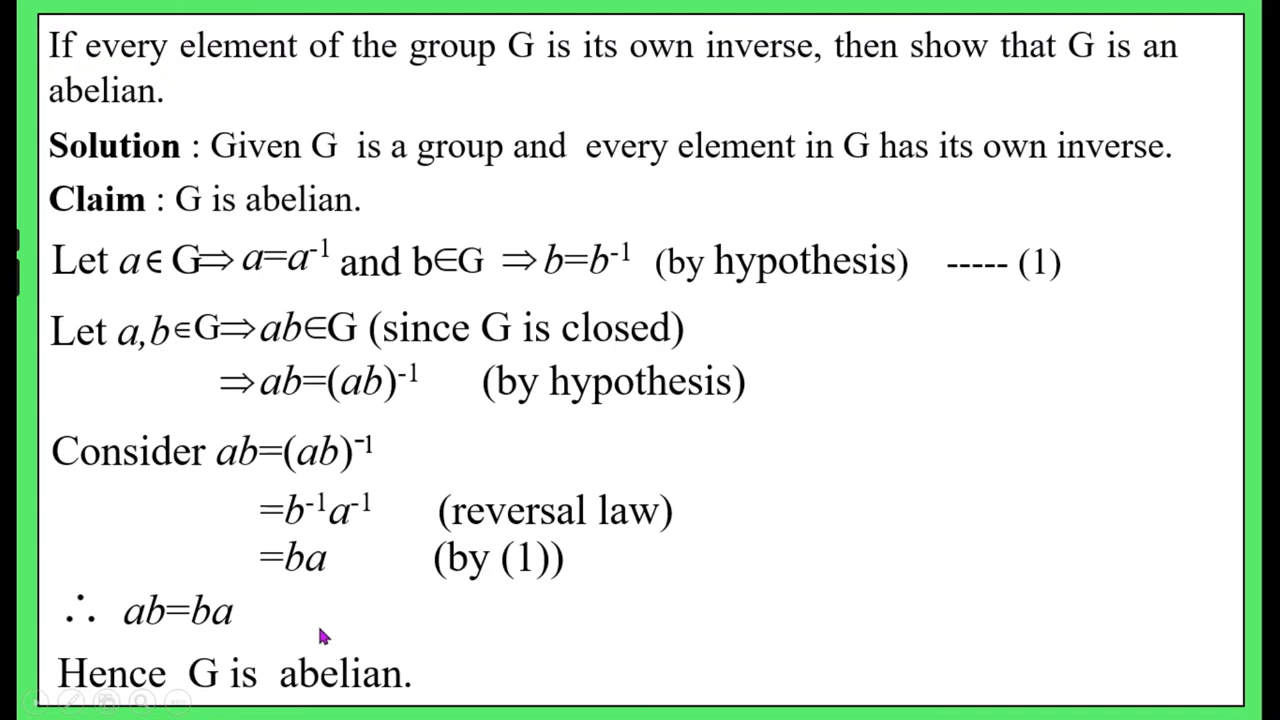 If every element of the group G is its own inverse, then show that G is an
abelian.
Solution : Given G is a group and every element in G has its own inverse.
Claim : G is abelian.
Let a∈G⇒a=a⁻¹ and b∈G ⇒b=b⁻¹ (by hypothesis) ----- (1)
Let a,b∈G⇒ab∈G (since G is closed)
⇒ab=(ab)⁻¹ (by hypothesis)
Consider ab=(ab)⁻¹
=b⁻¹a⁻¹ (reversal law)
=ba (by (1))
∴ ab=ba
Hence G is abelian.